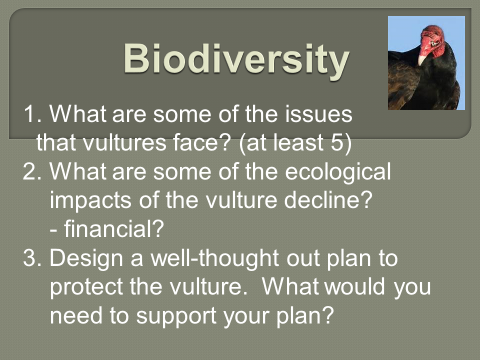 Biodiversity
1. What are some of the issues
that vultures face? (at least 5)
2. What are some of the ecological
impacts of the vulture decline?
- financial?
3. Design a well-thought out plan to
protect the vulture.  What would you
need to support your plan?